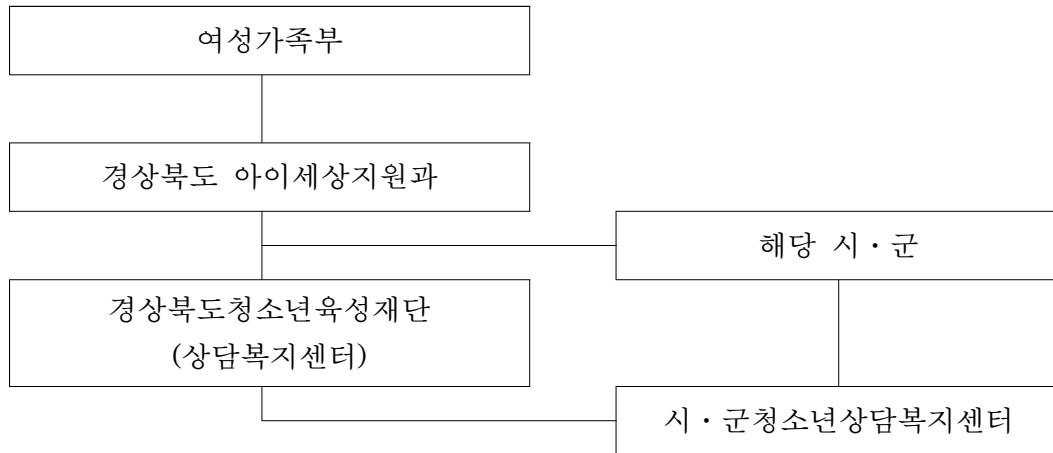 여성가족부
경상북도 아이세상지원과
해당 시·군
경상북도청소년육성재단
(상담복지센터)
시·군청소년상담복지센터